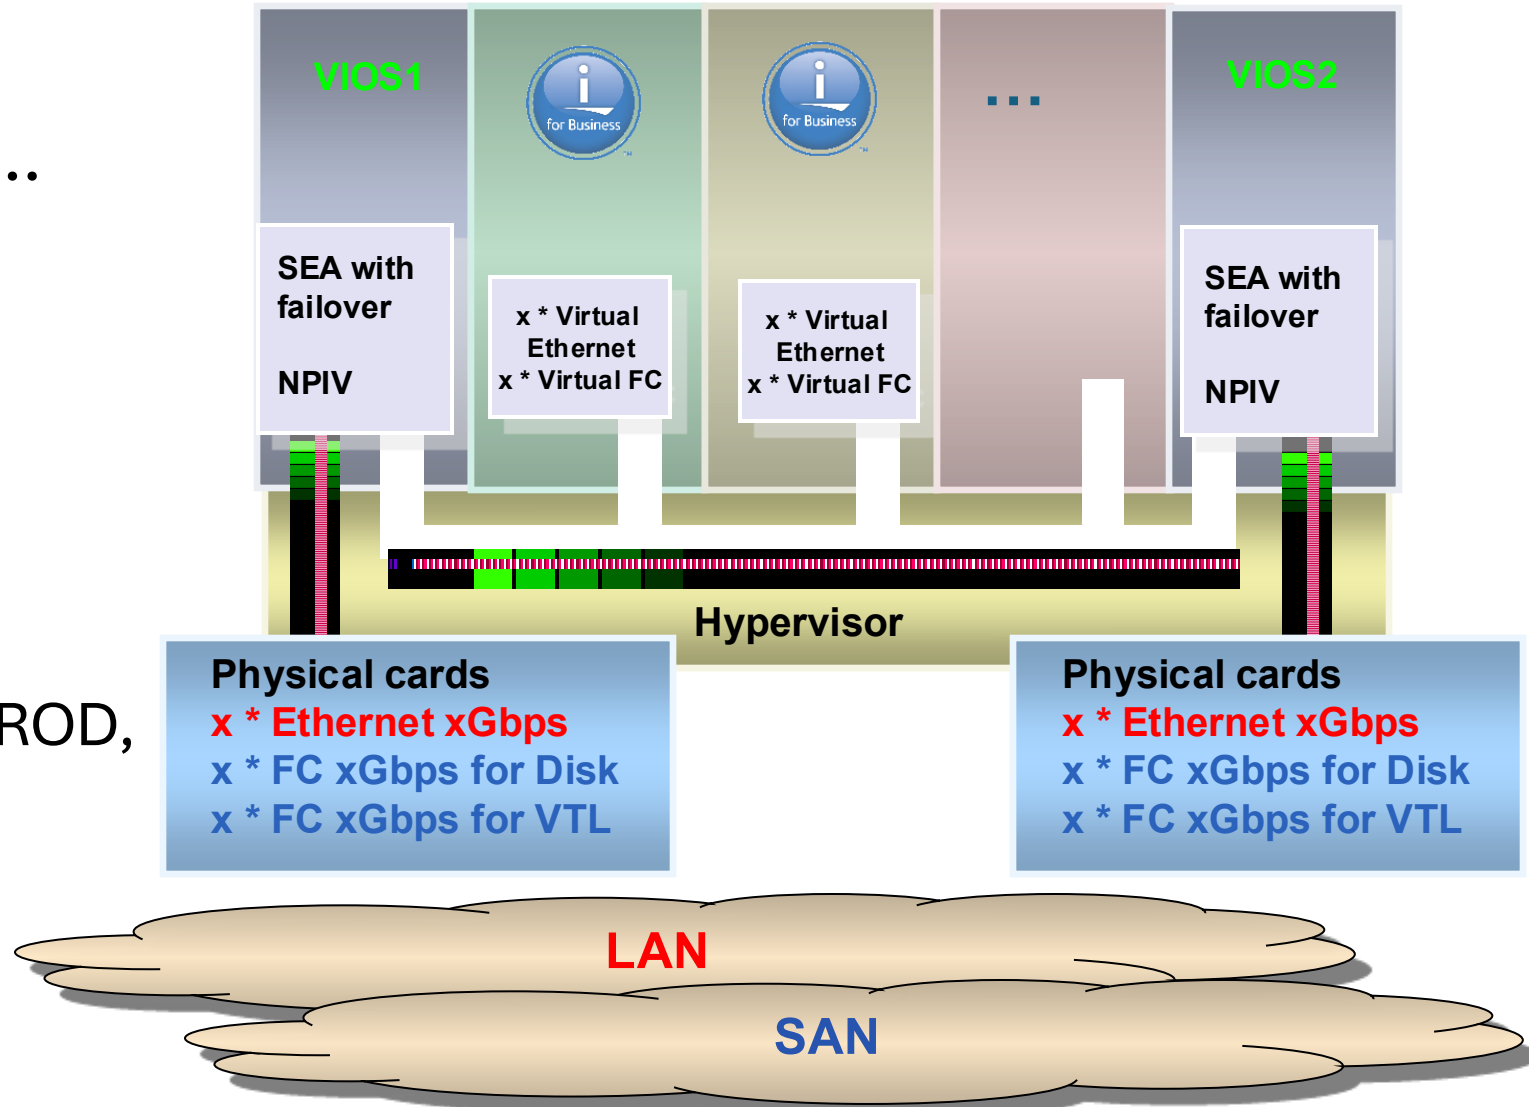 VIOS1
i
for Business
TM
i
for Business
TM
...
VIOS2
..
SEA with
failover
NPIV
x * Virtual
Ethernet
x * Virtual FC
x * Virtual
Ethernet
x * Virtual FC
SEA with
failover
NPIV
Hypervisor
ROD,
Physical cards
x * Ethernet xGbps
x * FC xGbps for Disk
x * FC xGbps for VTL
Physical cards
x * Ethernet xGbps
x * FC xGbps for Disk
x * FC xGbps for VTL
LAN
SAN